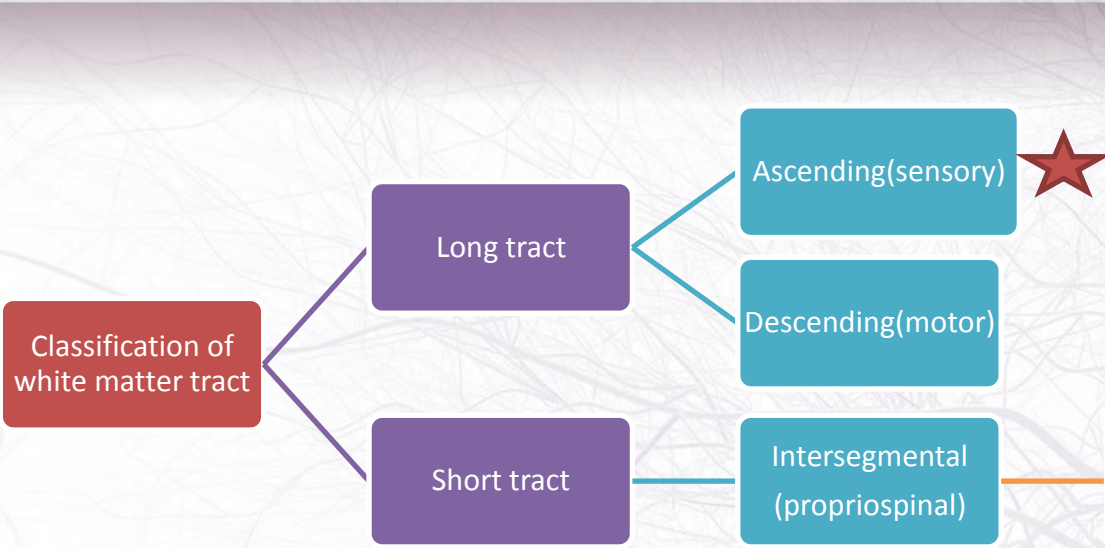 Classification of
white matter tract
Long tract
Ascending(sensory)
Descending(motor)
Short tract
Intersegmental
(propriospinal)